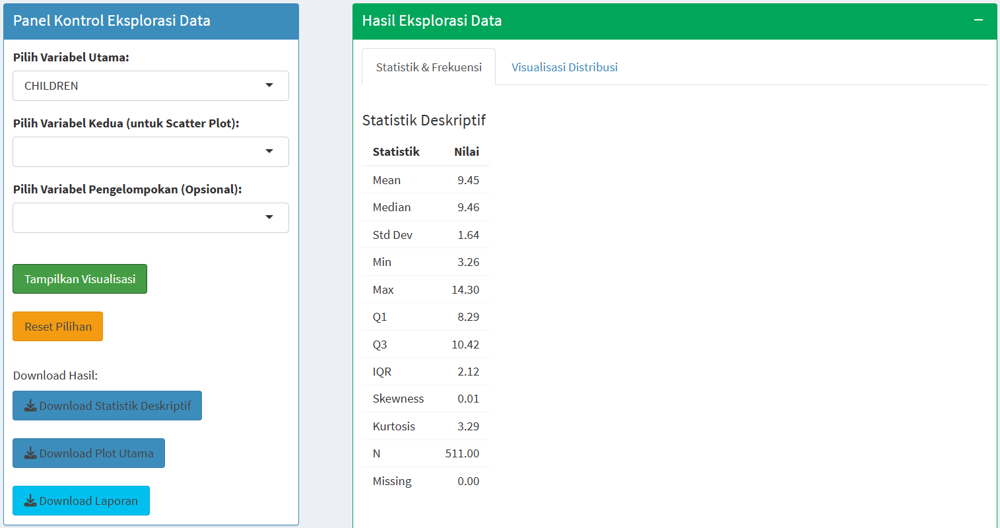 Panel Kontrol Eksplorasi Data
Pilih Variabel Utama:
CHILDREN
Pilih Variabel Kedua (untuk Scatter Plot):
Pilih Variabel Pengelompokan (Opsional):
Tampilkan Visualisasi
Reset Pilihan
Download Hasil:
Download Statistik Deskriptif
Download Plot Utama
Download Laporan
Hasil Eksplorasi Data
Statistik & Frekuensi
Visualisasi Distribusi
Statistik Deskriptif
Statistik Nilai
Mean 9.45
Median 9.46
Std Dev 1.64
Min 3.26
Max 14.30
Q1 8.29
Q3 10.42
IQR 2.12
Skewness 0.01
Kurtosis 3.29
N 511.00
Missing 0.00